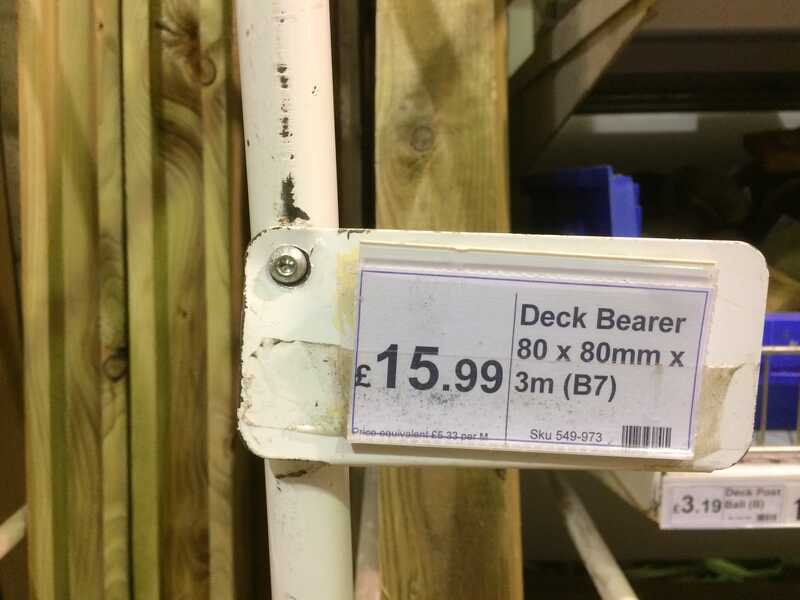 £15.99
Deck Bearer
80 x 80mm x
3m (B7)
Price equivalent £5.33 per M
Sku 549-973
£3.19
Deck Post
Ball (B)